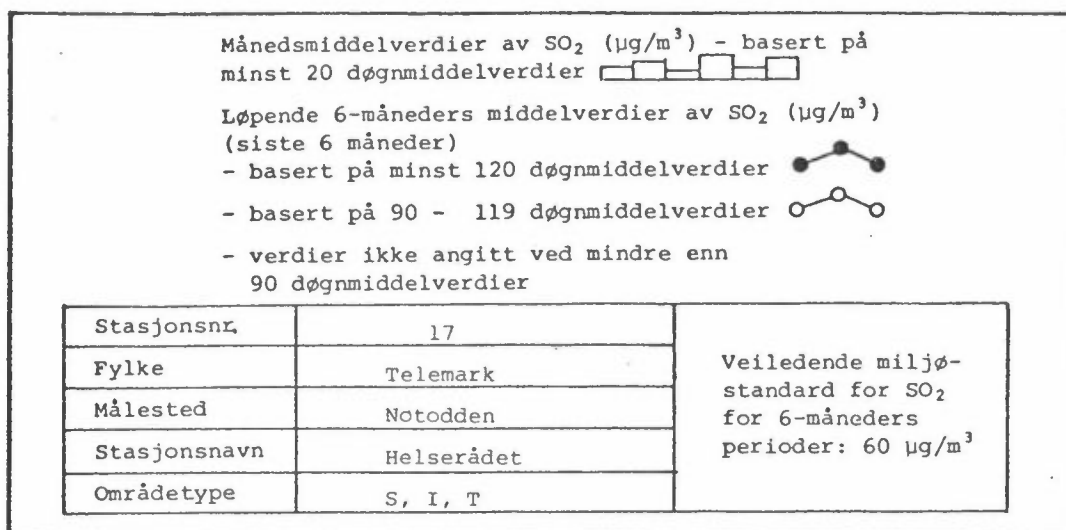 Månedsmiddelverdier av SO₂ (µg/m³) - basert på
minst 20 døgnmiddelverdier
Løpende 6-måneders middelverdier av SO₂ (µg/m³)
(siste 6 måneder)
- basert på minst 120 døgnmiddelverdier
- basert på 90 - 119 døgnmiddelverdier
- verdier ikke angitt ved mindre enn
90 døgnmiddelverdier
Stasjonsnr. 17
Fylke Telemark
Målested Notodden
Stasjonsnavn Helserådet
Områdetype S, I, T
Veiledende miljø-
standard for SO₂
for 6-måneders
perioder: 60 µg/m³